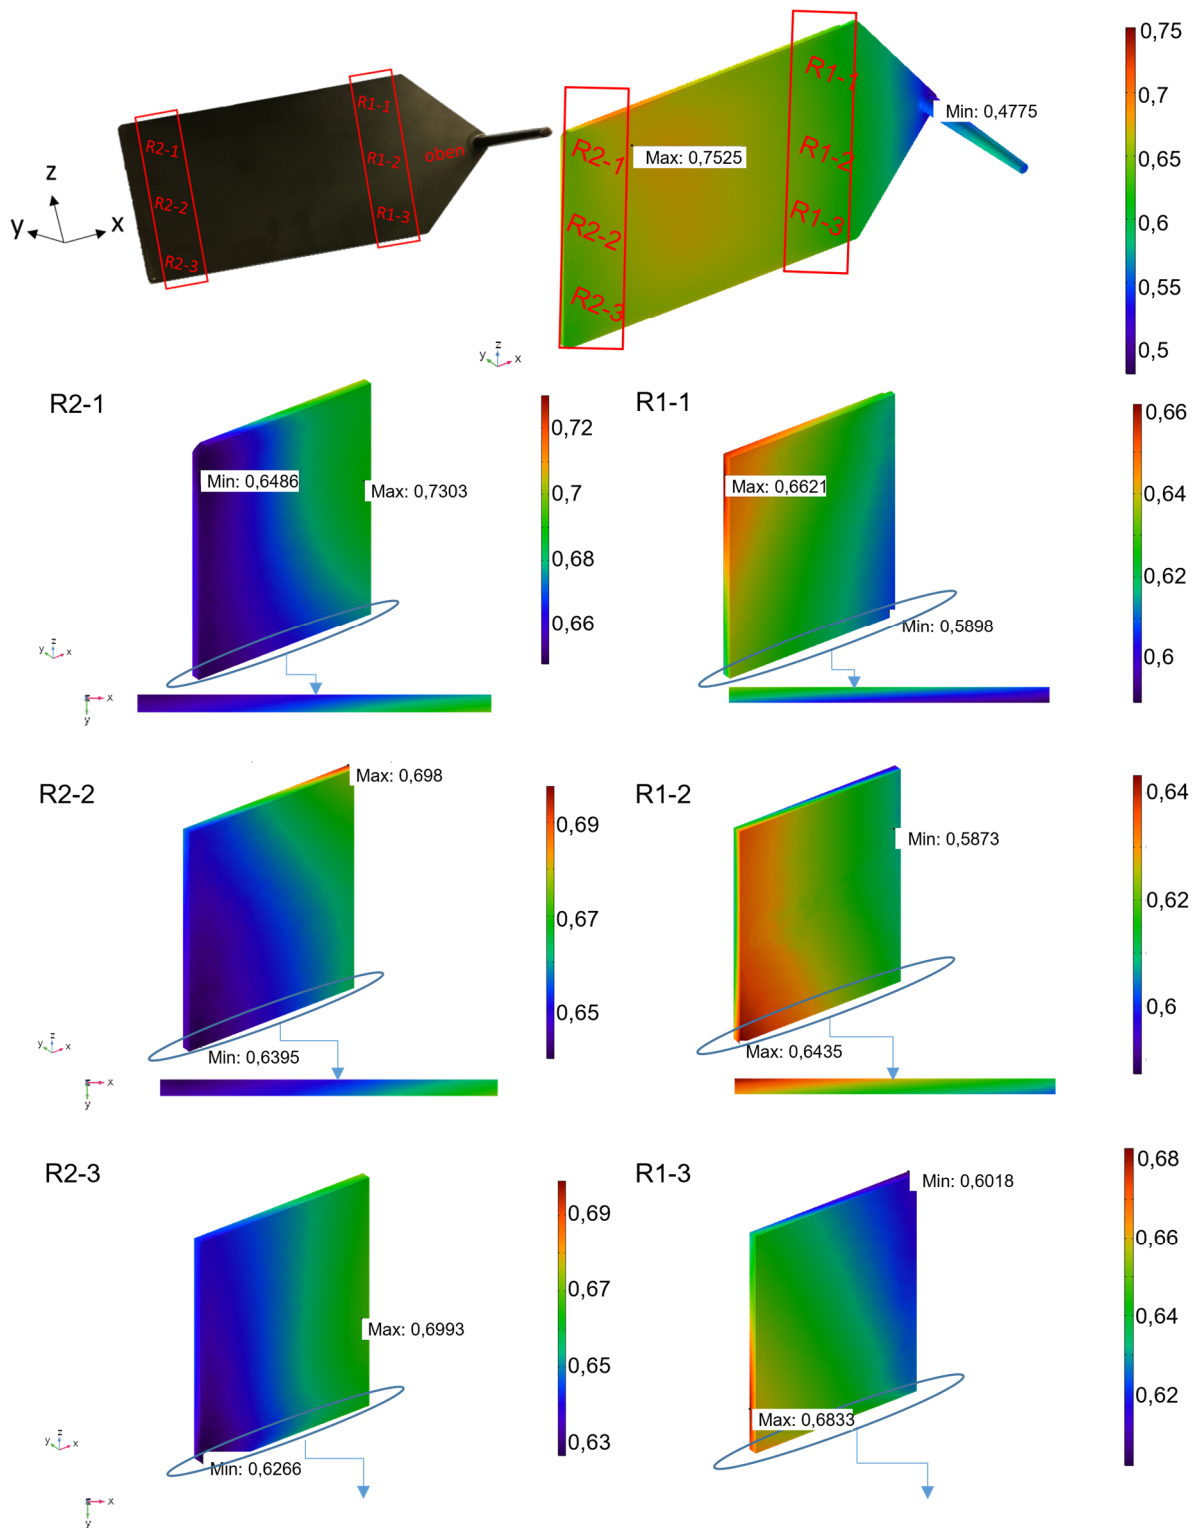 R2-1
R2-2
R2-3
R1-1
R1-2
R1-3
oben
z
y
x
R2-1
R2-2
R2-3
R1-1
R1-2
R1-3
Max: 0,7525
Min: 0,4775
z
y
x
0,75
0,7
0,65
0,6
0,55
0,5
R2-1
Min: 0,6486
Max: 0,7303
0,72
0,7
0,68
0,66
z
y
x
z
x
y
R1-1
Max: 0,6621
Min: 0,5898
0,66
0,64
0,62
0,6
R2-2
Max: 0,698
Min: 0,6395
0,69
0,67
0,65
z
y
x
z
x
y
R1-2
Min: 0,5873
Max: 0,6435
0,64
0,62
0,6
R2-3
Max: 0,6993
Min: 0,6266
0,69
0,67
0,65
0,63
z
y
x
z
x
y
R1-3
Min: 0,6018
Max: 0,6833
0,68
0,66
0,64
0,62